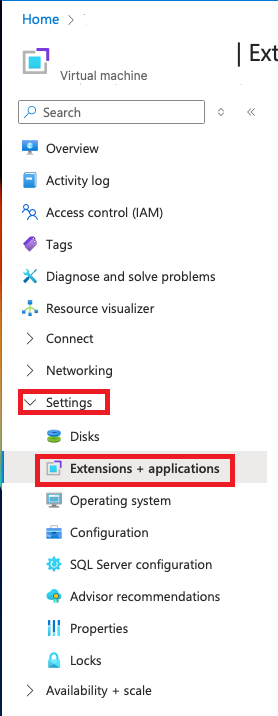 Home
| Ext
Virtual machine
Search
Overview
Activity log
Access control (IAM)
Tags
Diagnose and solve problems
Resource visualizer
Connect
Networking
Settings
Disks
Extensions + applications
Operating system
Configuration
SQL Server configuration
Advisor recommendations
Properties
Locks
Availability + scale